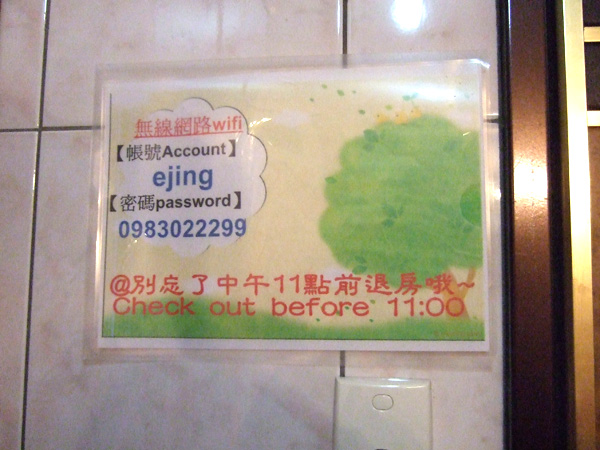 無線網路wifi
【帳號Account】
ejing
【密碼password】
0983022299
@別忘了中午11點前退房哦~
Check out before 11:00